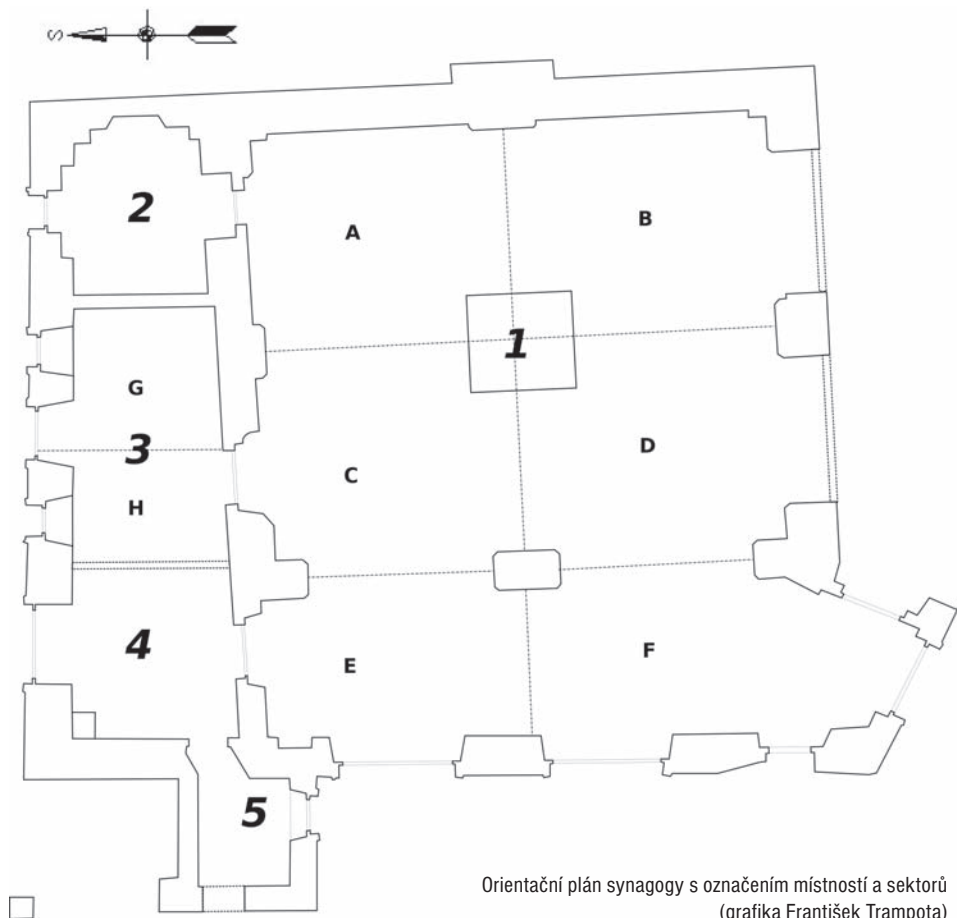 S
2
A
B
1
G
3
C
D
H
4
E
F
5
Orientační plán synagogy s označením místností a sektorů
(grafika František Trampota)